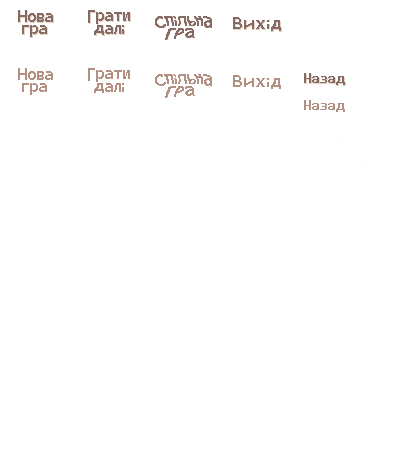 Нова
гра
Грати
далі
Спільна
гра
Вихід
Нова
гра
Грати
далі
Спільна
гра
Вихід
Назад
Назад